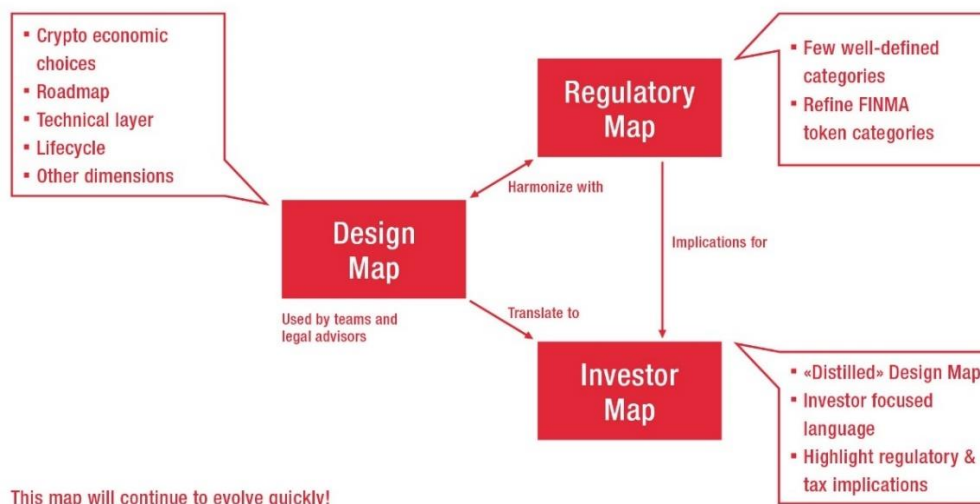 ▪ Crypto economic
choices
▪ Roadmap
▪ Technical layer
▪ Lifecycle
▪ Other dimensions
Regulatory
Map
▪ Few well-defined
categories
▪ Refine FINMA
token categories
Harmonize with
Design
Map
Used by teams and
legal advisors
Implications for
Translate to
Investor
Map
▪ «Distilled» Design Map
▪ Investor focused
language
▪ Highlight regulatory &
tax implications
This map will continue to evolve quickly!